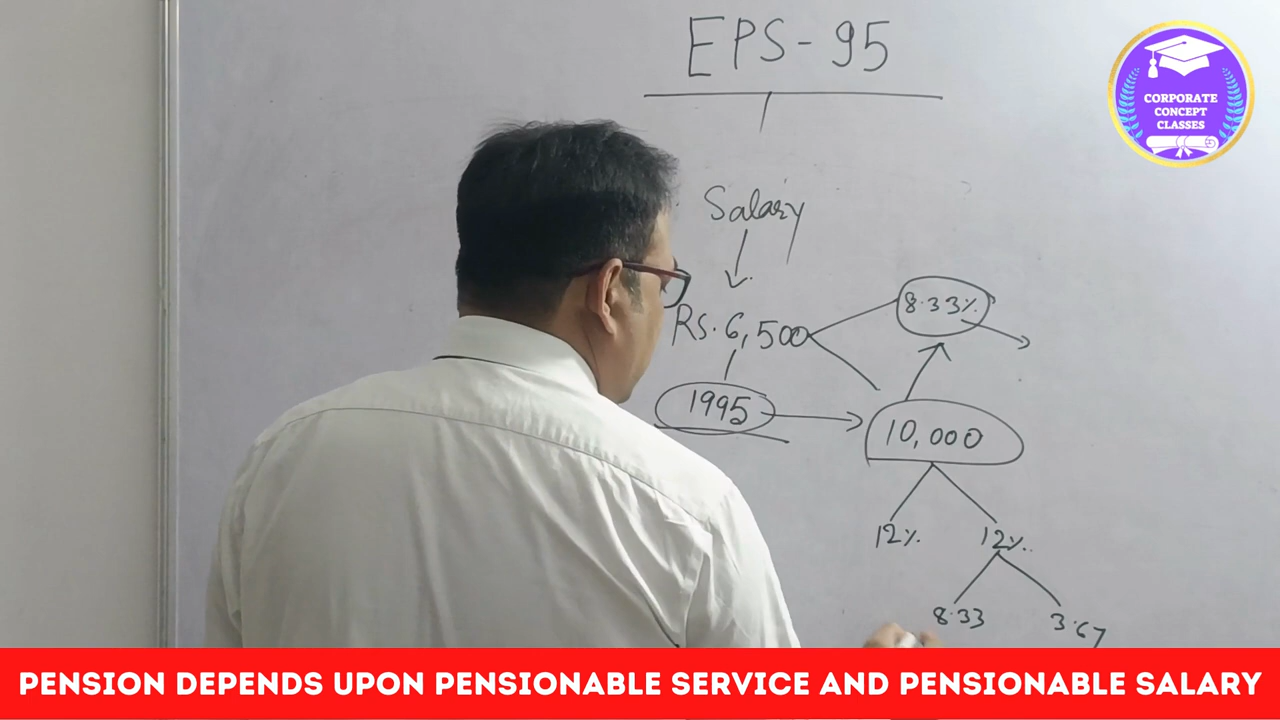 EPS-95
CORPORATE
CONCEPT
CLASSES
Salary
8.33%
Rs. 6,500
1995
10,000
12% 12%
8.33 3.67
PENSION DEPENDS UPON PENSIONABLE SERVICE AND PENSIONABLE SALARY